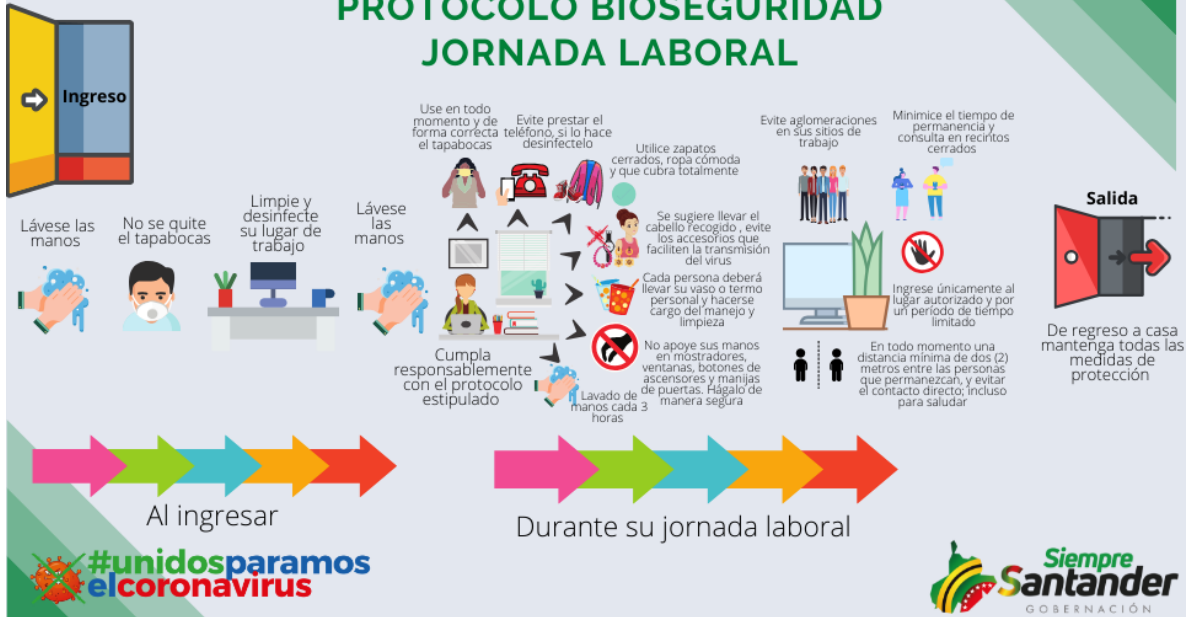 PROTOCOLO BIOSEGURIDAD
JORNADA LABORAL
Ingreso
Lávese las
manos
No se quite
el tapabocas
Limpie y
desinfecte
su lugar de
trabajo
Lávese
las
manos
Use en todo
momento y de
forma correcta
el tapabocas
Evite prestar el
teléfono, si lo hace
desinfectelo
Utilice zapatos
cerrados, ropa cómoda
y que cubra totalmente
Se sugiere llevar el
cabello recogido , evite
los accesorios que
faciliten la transmisión
del virus
Cada persona deberá
llevar su vaso o termo
personal y hacerse
cargo del manejo y
limpieza
No apoye sus manos
en mostradores,
ventanas, botones de
ascensores y manijas
de puertas. Hágalo de
manera segura
Cumpla
responsablemente
con el protocolo
estipulado
Lavado de
manos cada 3
horas
Evite aglomeraciones
en sus sitios de
trabajo
Minimice el tiempo de
permanencia y
consulta en recintos
cerrados
Ingrese únicamente al
lugar autorizado y por
un período de tiempo
limitado
En todo momento una
distancia mínima de dos (2)
metros entre las personas
que permanezcan, y evitar
el contacto directo; incluso
para saludar
Salida
De regreso a casa
mantenga todas las
medidas de
protección
Al ingresar
Durante su jornada laboral
#unidosparamos
elcoronavirus
Siempre
Santander
GOBERNACIÓN